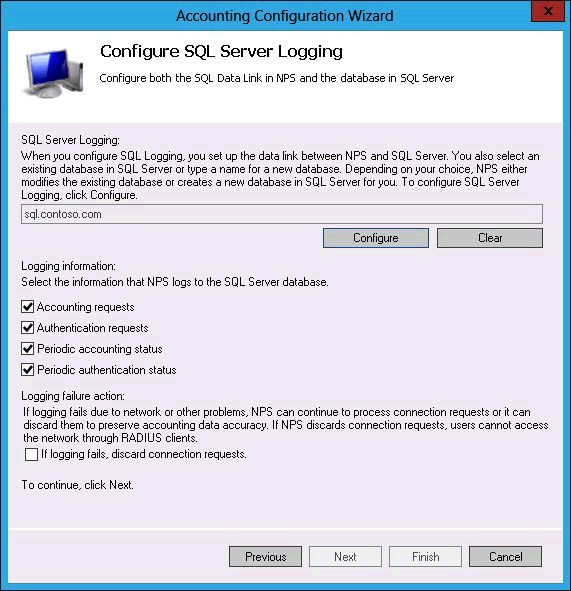 Accounting Configuration Wizard
x
Configure SQL Server Logging
Configure both the SQL Data Link in NPS and the database in SQL Server
SQL Server Logging:
When you configure SQL Logging, you set up the data link between NPS and SQL Server. You also select an
existing database in SQL Server or type a name for a new database. Depending on your choice, NPS either
modifies the existing database or creates a new database in SQL Server for you. To configure SQL Server
Logging, click Configure.
sql.contoso.com
Configure
Clear
Logging information:
Select the information that NPS logs to the SQL Server database.
Accounting requests
Authentication requests
Periodic accounting status
Periodic authentication status
Logging failure action:
If logging fails due to network or other problems, NPS can continue to process connection requests or it can
discard them to preserve accounting data accuracy. If NPS discards connection requests, users cannot access
the network through RADIUS clients.
If logging fails, discard connection requests.
To continue, click Next.
Previous
Next
Finish
Cancel